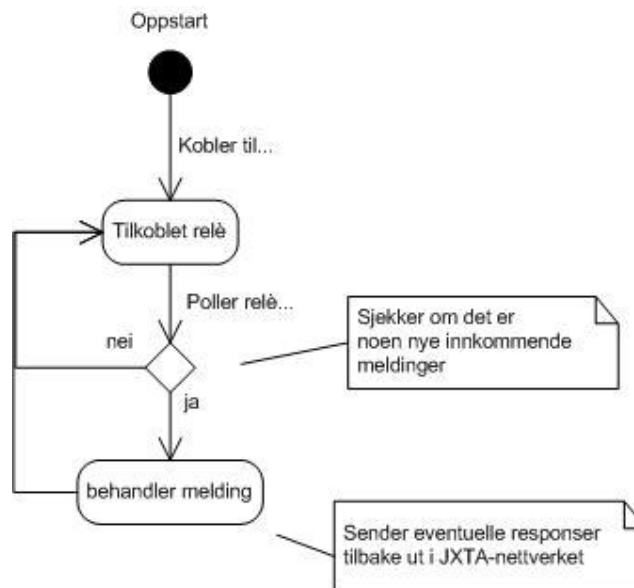 Oppstart
Kobler til...
Tilkoblet relè
Poller relè...
nei
Sjekker om det er
noen nye innkommende
meldinger
ja
behandler melding
Sender eventuelle responser
tilbake ut i JXTA-nettverket